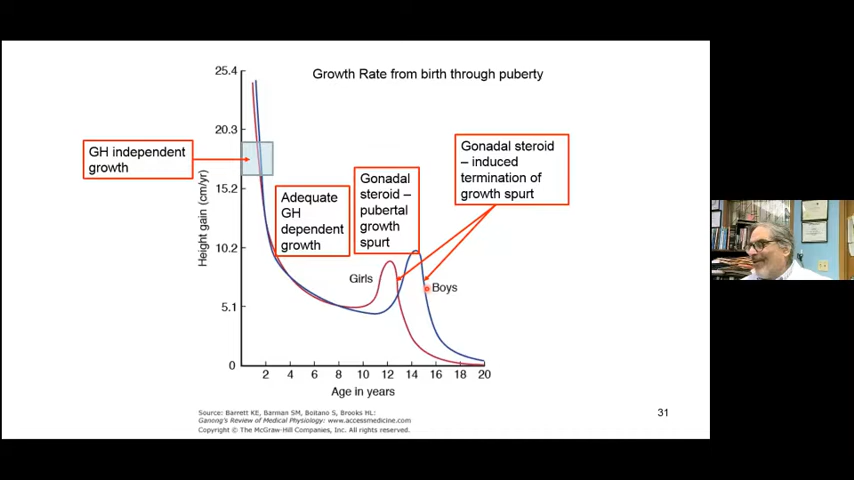 Growth Rate from birth through puberty
GH independent
growth
Adequate
GH
dependent
growth
Gonadal
steroid –
pubertal
growth
spurt
Gonadal steroid
– induced
termination of
growth spurt
Height gain (cm/yr)
25.4
20.3
15.2
10.2
5.1
0
Girls
Boys
2 4 6 8 10 12 14 16 18 20
Age in years
Source: Barrett KE, Barman SM, Boitano S, Brooks HL:
Ganong's Review of Medical Physiology: www.accessmedicine.com
Copyright © The McGraw-Hill Companies, Inc. All rights reserved.
31